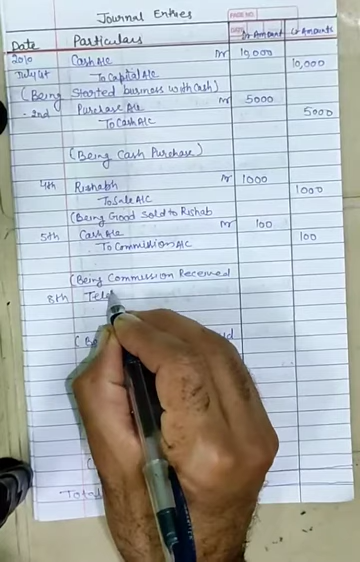 Journal Entries
PAGE NO.
DATE
Date Particulars Dr Amount Cr Amounts
2010 Cash A/c Dr 10,000
July 1st To Capital A/c 10,000
(Being Started business with Cash)
- 2nd Purchase A/c Dr 5000
To Cash A/c 5000
(Being Cash Purchase)
4th Rishabh Dr 1000
To Sale A/C 1000
(Being Good Sold to Rishab
5th Cash A/c Dr 100
To Commission A/C 100
(Being Commission Received
8th Tele
Total